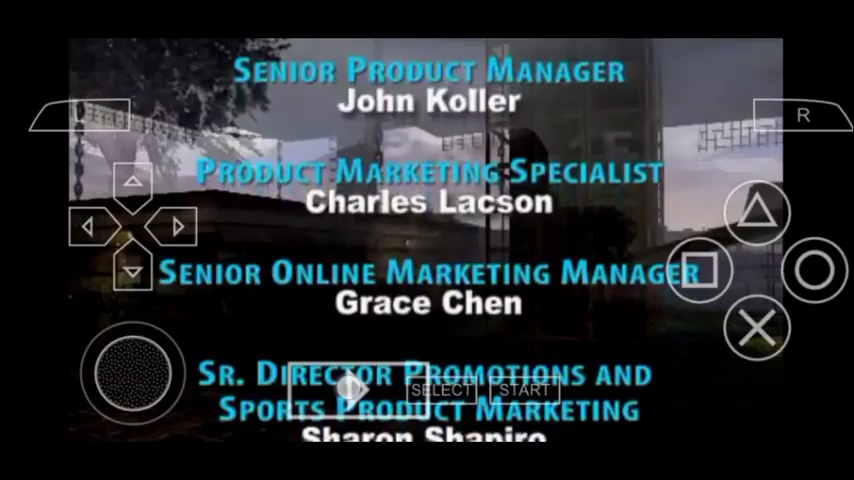 SENIOR PRODUCT MANAGER
John Koller
R
PRODUCT MARKETING SPECIALIST
Charles Lacson
SENIOR ONLINE MARKETING MANAGER
Grace Chen
SR. DIRECTOR PROMOTIONS AND
SELECT START
SPORTS PRODUCT MARKETING
Sharon Shapiro